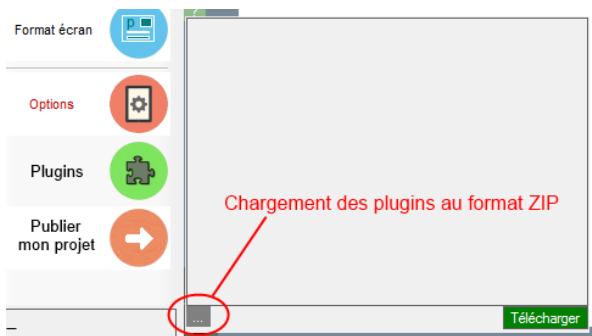 Format écran
Options
Plugins
Publier
mon projet
Chargement des plugins au format ZIP
...
Télécharger